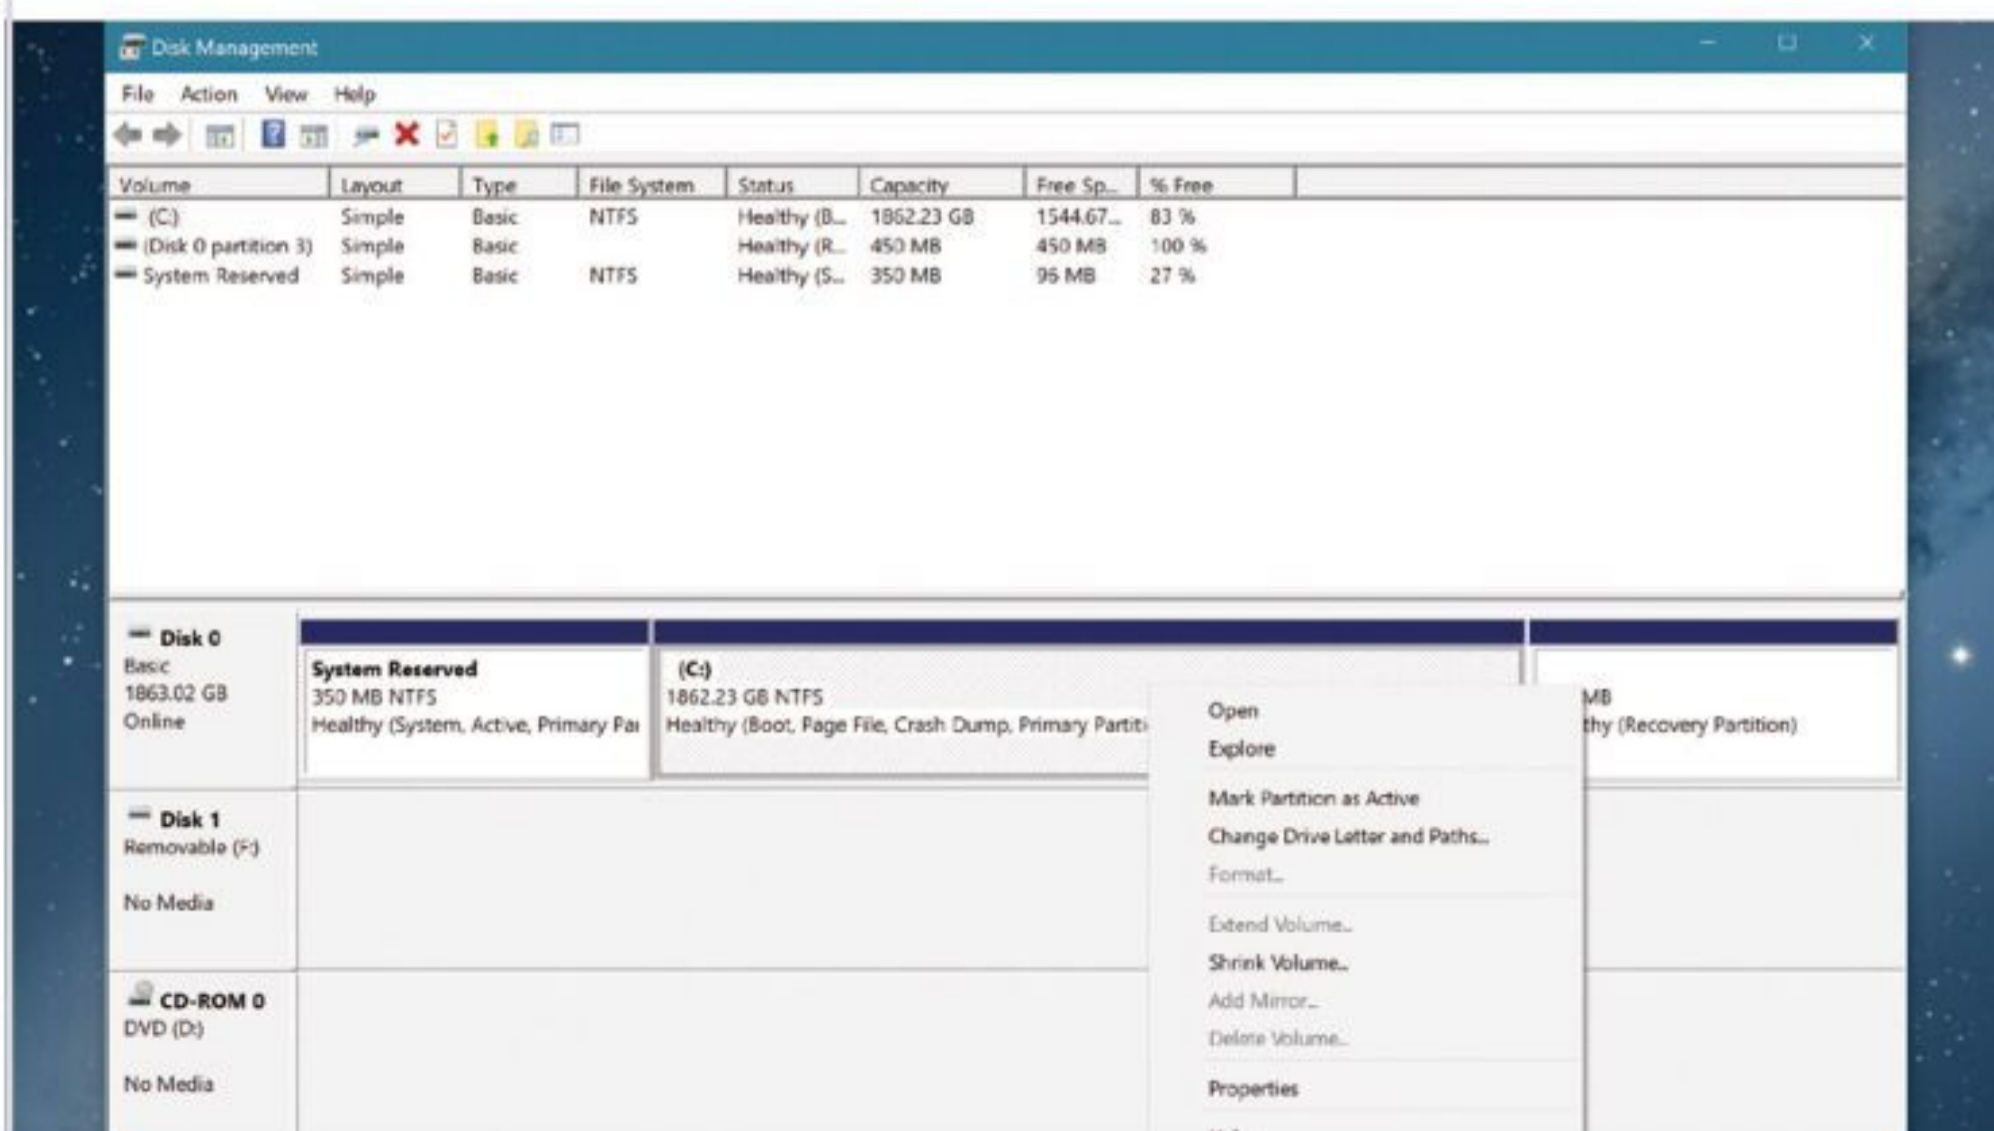 Disk Management
File Action View Help
Volume Layout Type File System Status Capacity Free Sp... % Free
(C:) Simple Basic NTFS Healthy (B... 1862.23 GB 1544.67... 83 %
(Disk 0 partition 3) Simple Basic Healthy (R... 450 MB 450 MB 100 %
System Reserved Simple Basic NTFS Healthy (S... 350 MB 96 MB 27 %
Disk 0
Basic
1863.02 GB
Online
System Reserved
350 MB NTFS
Healthy (System, Active, Primary Par
(C:)
1862.23 GB NTFS
Healthy (Boot, Page File, Crash Dump, Primary Partiti
MB
thy (Recovery Partition)
Open
Explore
Mark Partition as Active
Change Drive Letter and Paths...
Format...
Extend Volume...
Shrink Volume...
Add Mirror...
Delete Volume...
Properties
Disk 1
Removable (F:)
No Media
CD-ROM 0
DVD (D:)
No Media